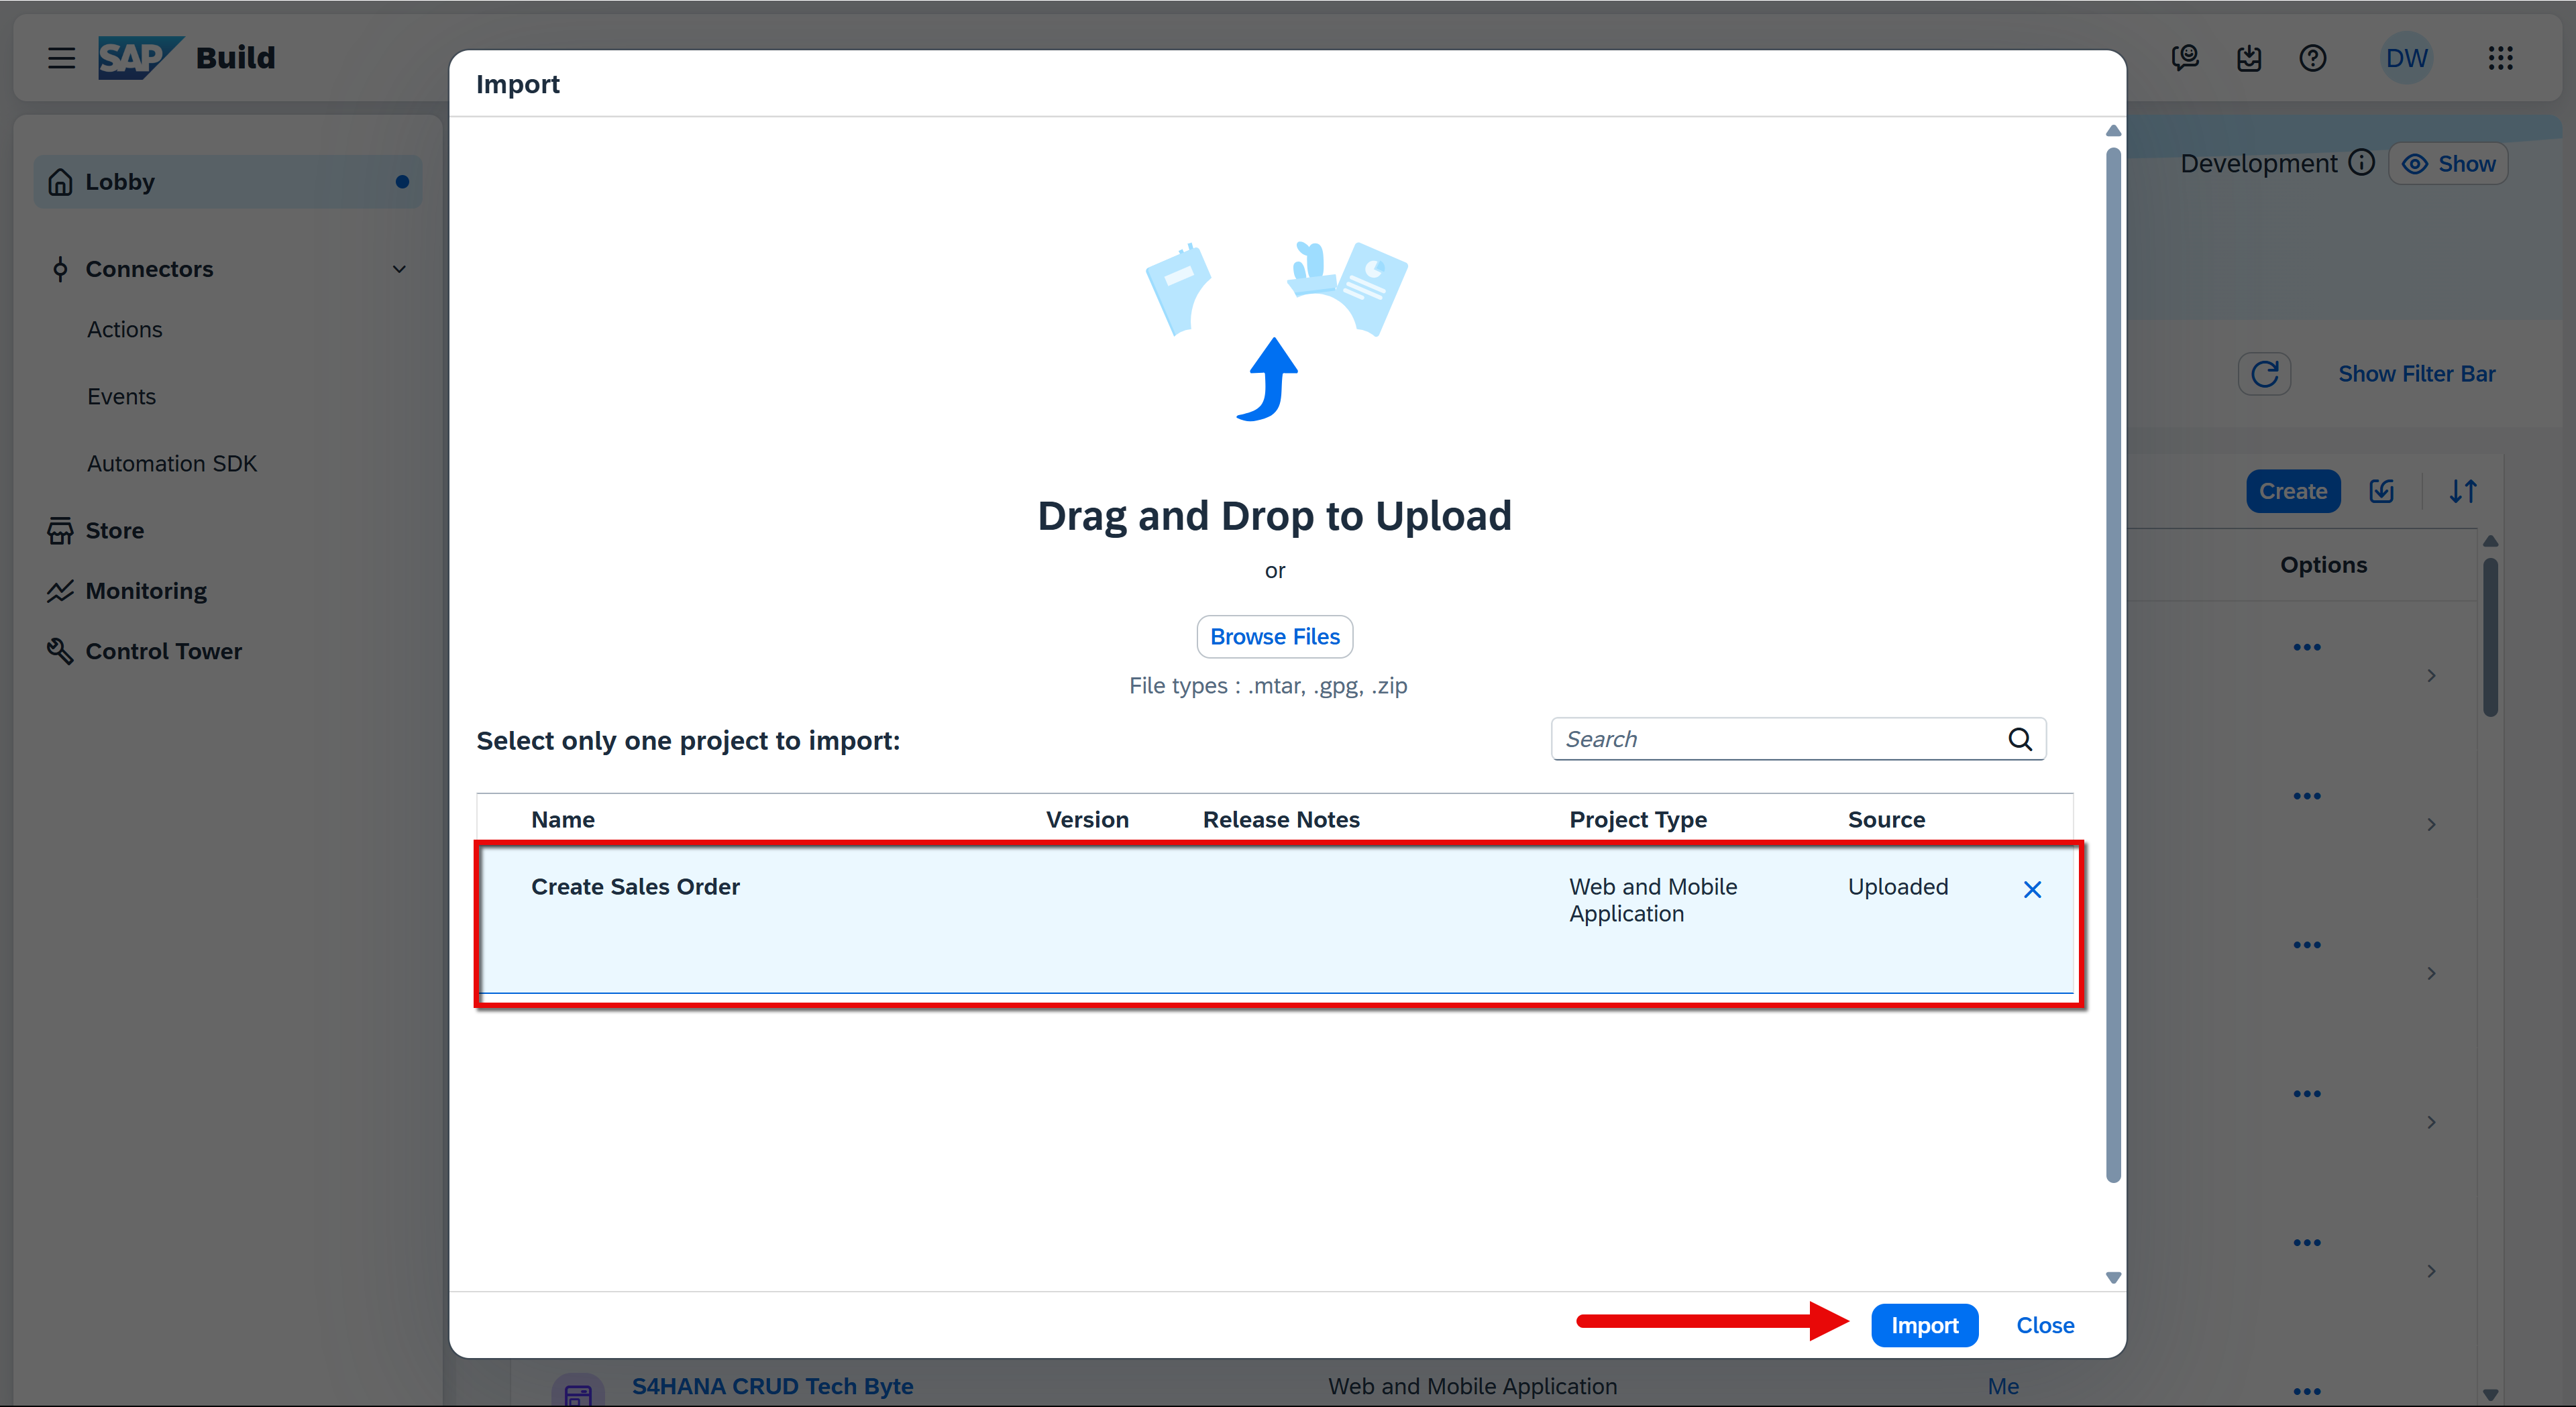 SAP Build
DW
Import
Lobby
Development
Show
Connectors
Actions
Events
Show Filter Bar
Automation SDK
Create
Drag and Drop to Upload
Store
or
Options
Monitoring
Browse Files
Control Tower
File types : .mtar, .gpg, .zip
Select only one project to import:
Search
Name Version Release Notes Project Type Source
Create Sales Order Web and Mobile Uploaded
Application
Import Close
S4HANA CRUD Tech Byte Web and Mobile Application Me